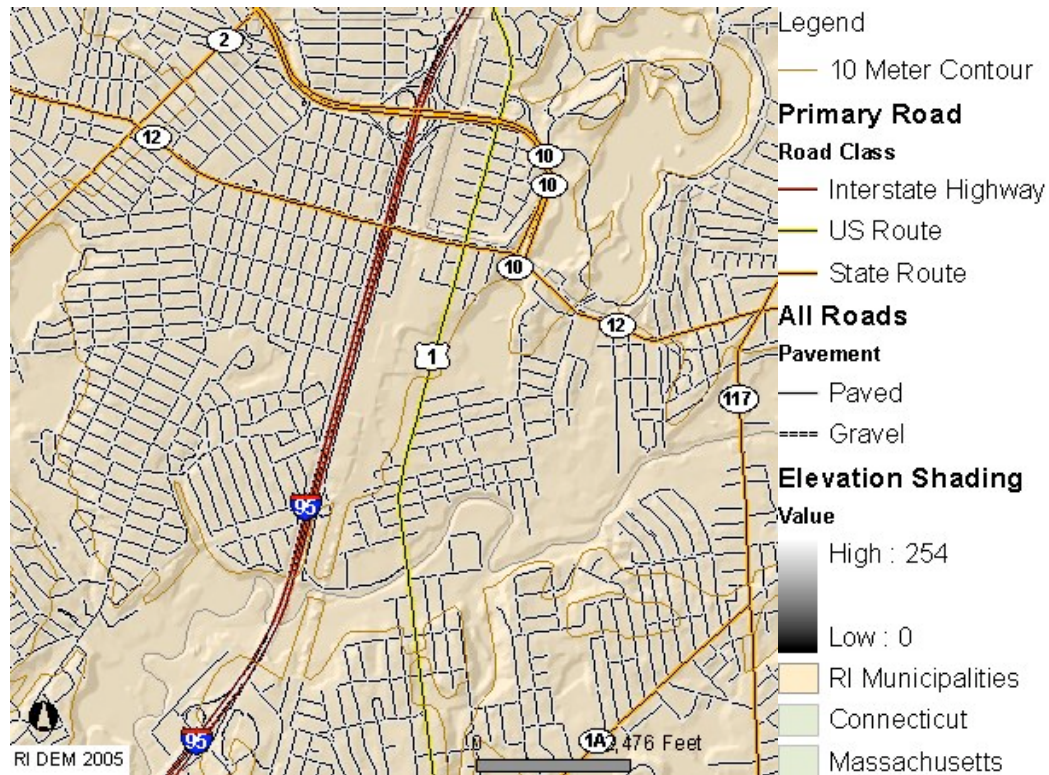 2
12
10
10
10
12
1
117
95
95
1A
0
,476 Feet
RI DEM 2005
Legend
10 Meter Contour
Primary Road
Road Class
Interstate Highway
US Route
State Route
All Roads
Pavement
Paved
Gravel
Elevation Shading
Value
High : 254
Low : 0
RI Municipalities
Connecticut
Massachusetts